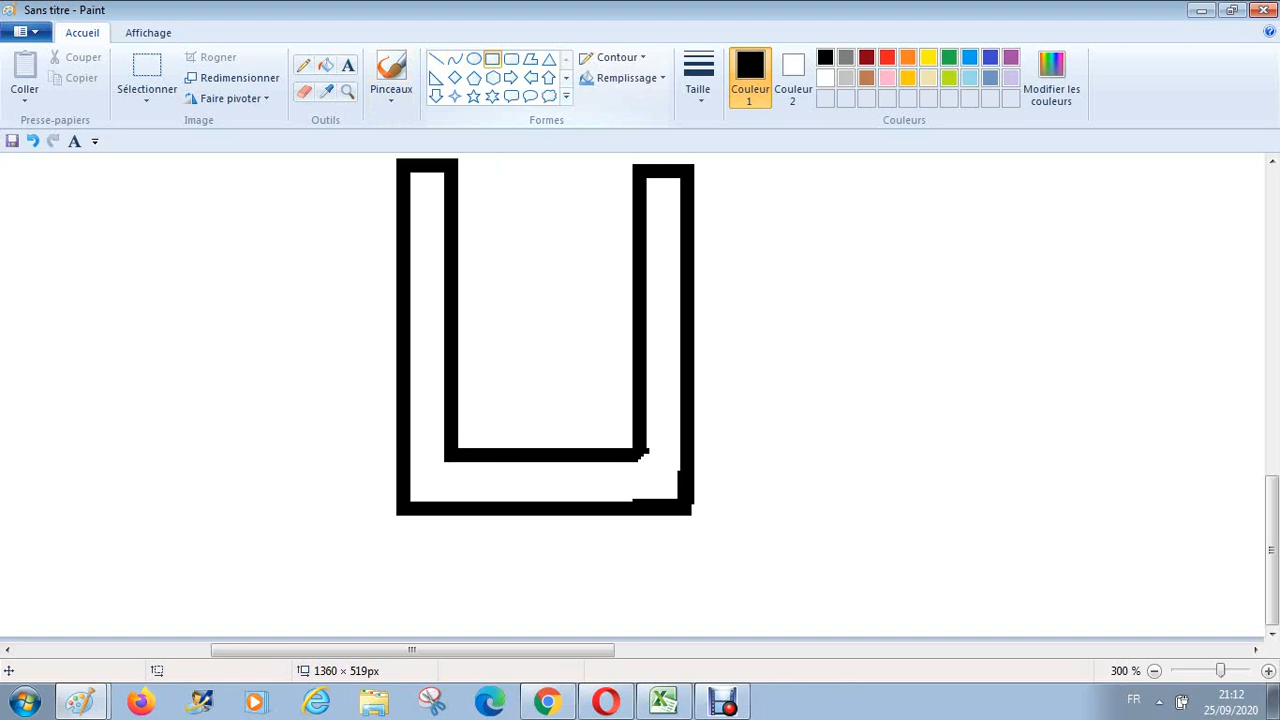 Sans titre - Paint
Accueil
Affichage
Coller
Couper
Copier
Presse-papiers
Sélectionner
Rogner
Redimensionner
Faire pivoter
Image
A
Outils
Pinceaux
Contour
Remplissage
Formes
Taille
Couleur
1
Couleur
2
Modifier les
couleurs
Couleurs
A
U
1360 × 519px
300 %
FR
21:12
25/09/2020